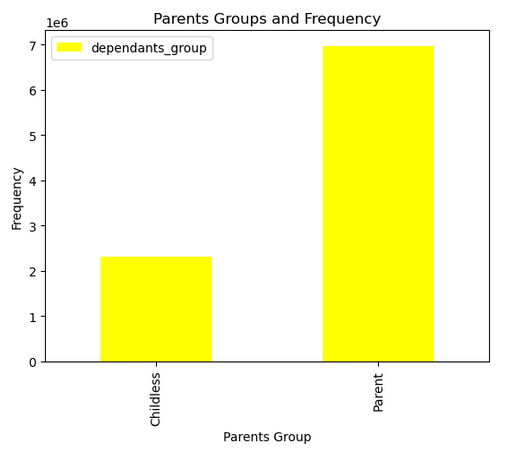 Parents Groups and Frequency
1e6
7
6
5
4
3
2
1
0
Frequency
dependants_group
Childless
Parent
Parents Group